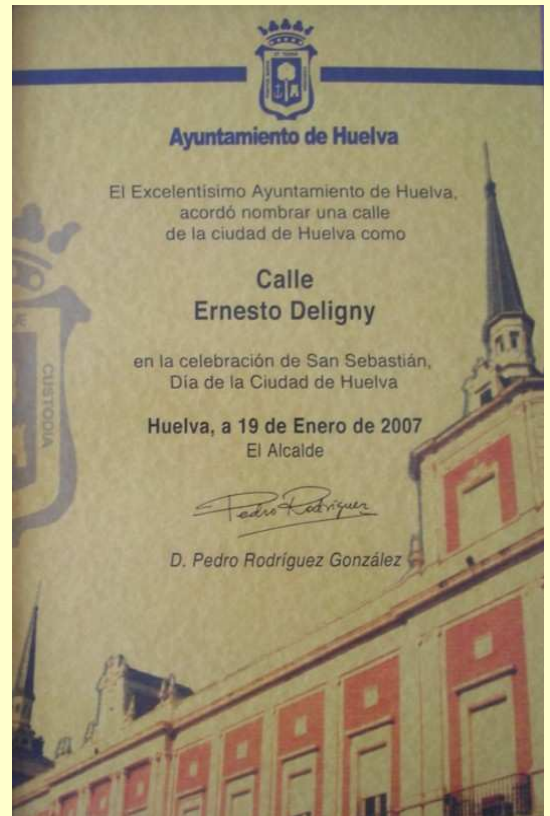 Ayuntamiento de Huelva
El Excelentísimo Ayuntamiento de Huelva,
acordó nombrar una calle
de la ciudad de Huelva como
Calle
Ernesto Deligny
en la celebración de San Sebastián,
Día de la Ciudad de Huelva
Huelva, a 19 de Enero de 2007
El Alcalde
Pedro Rodríguez
D. Pedro Rodríguez González
CUSTODIA